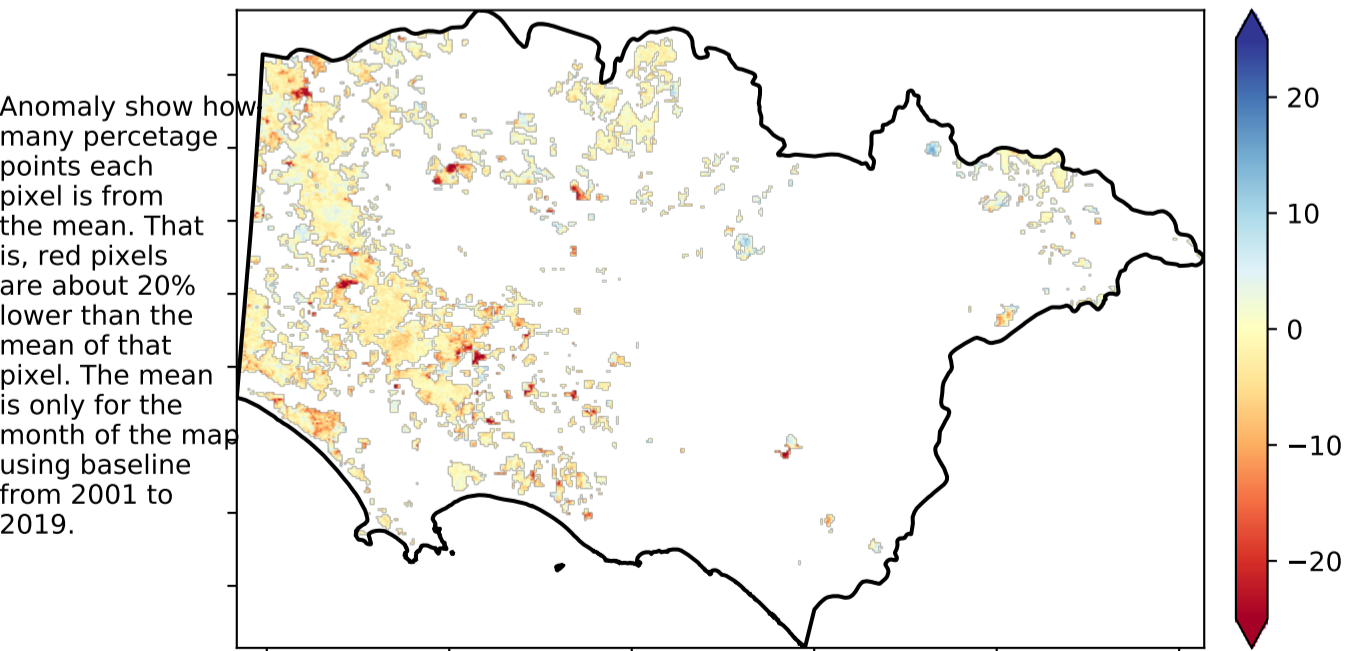 Anomaly show how
many percetage
points each
pixel is from
the mean. That
is, red pixels
are about 20%
lower than the
mean of that
pixel. The mean
is only for the
month of the map
using baseline
from 2001 to
2019.
20
10
0
−10
−20